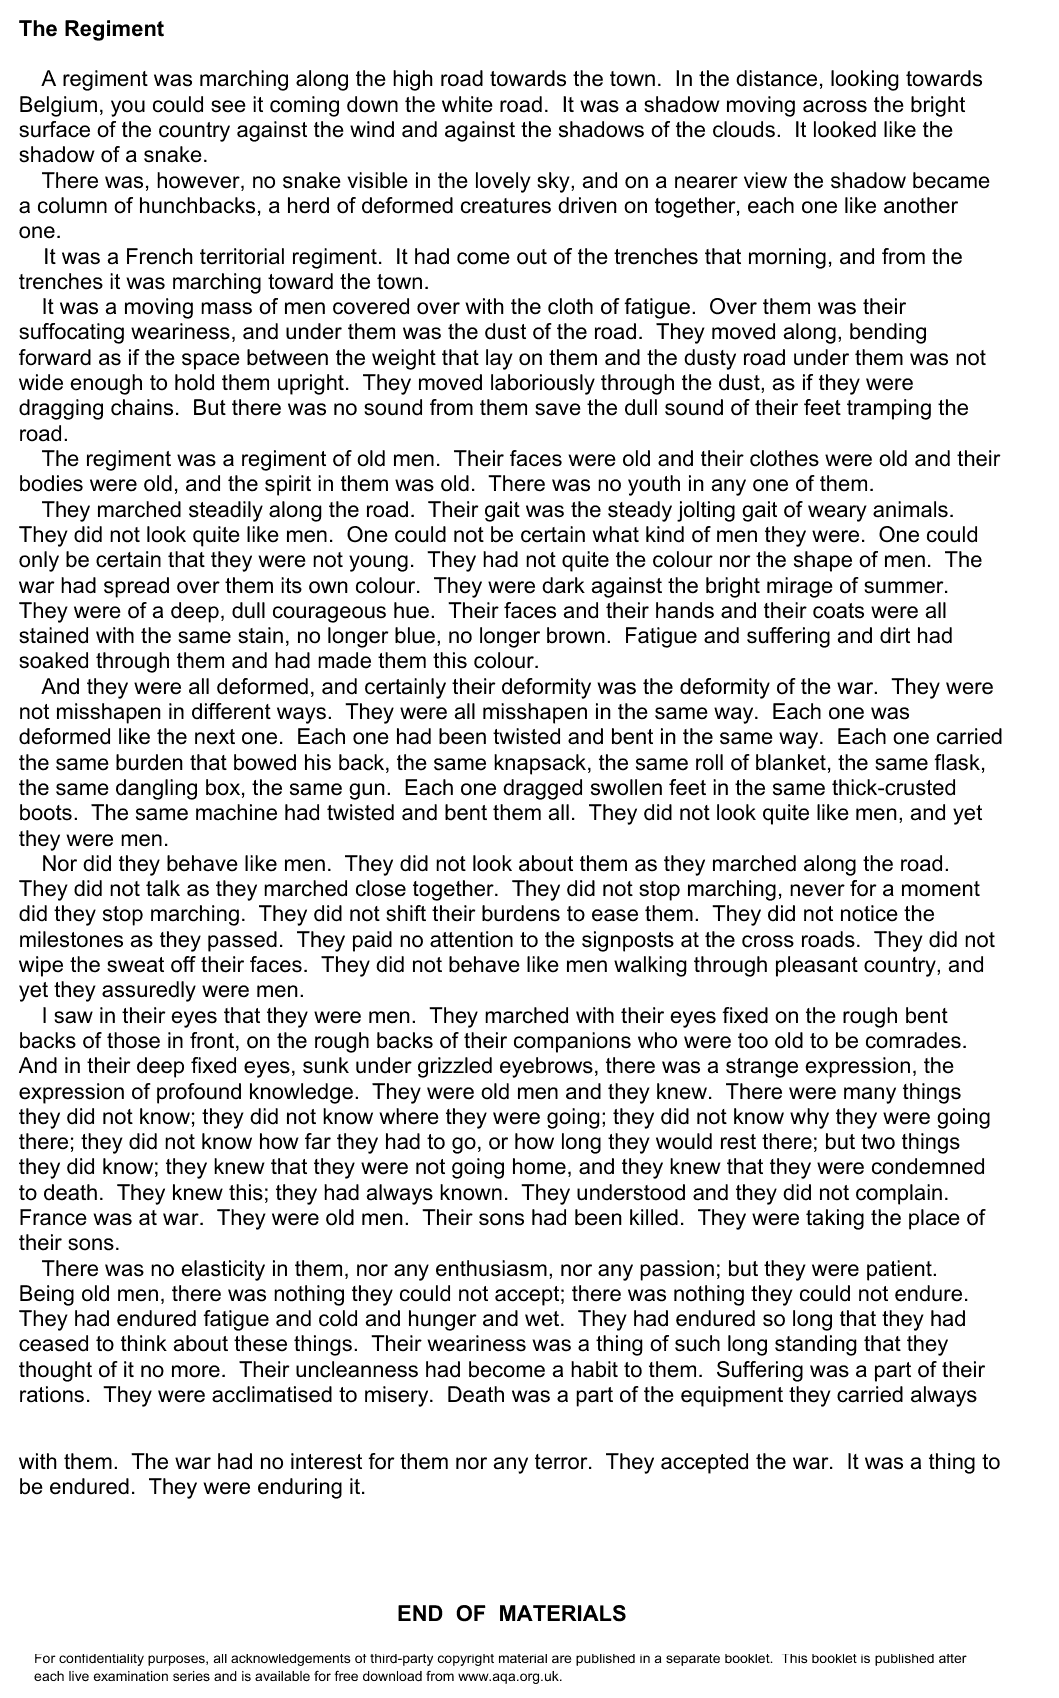 The Regiment
A regiment was marching along the high road towards the town. In the distance, looking towards
Belgium, you could see it coming down the white road. It was a shadow moving across the bright
surface of the country against the wind and against the shadows of the clouds. It looked like the
shadow of a snake.
There was, however, no snake visible in the lovely sky, and on a nearer view the shadow became
a column of hunchbacks, a herd of deformed creatures driven on together, each one like another
one.
It was a French territorial regiment. It had come out of the trenches that morning, and from the
trenches it was marching toward the town.
It was a moving mass of men covered over with the cloth of fatigue. Over them was their
suffocating weariness, and under them was the dust of the road. They moved along, bending
forward as if the space between the weight that lay on them and the dusty road under them was not
wide enough to hold them upright. They moved laboriously through the dust, as if they were
dragging chains. But there was no sound from them save the dull sound of their feet tramping the
road.
The regiment was a regiment of old men. Their faces were old and their clothes were old and their
bodies were old, and the spirit in them was old. There was no youth in any one of them.
They marched steadily along the road. Their gait was the steady jolting gait of weary animals.
They did not look quite like men. One could not be certain what kind of men they were. One could
only be certain that they were not young. They had not quite the colour nor the shape of men. The
war had spread over them its own colour. They were dark against the bright mirage of summer.
They were of a deep, dull courageous hue. Their faces and their hands and their coats were all
stained with the same stain, no longer blue, no longer brown. Fatigue and suffering and dirt had
soaked through them and had made them this colour.
And they were all deformed, and certainly their deformity was the deformity of the war. They were
not misshapen in different ways. They were all misshapen in the same way. Each one was
deformed like the next one. Each one had been twisted and bent in the same way. Each one carried
the same burden that bowed his back, the same knapsack, the same roll of blanket, the same flask,
the same dangling box, the same gun. Each one dragged swollen feet in the same thick-crusted
boots. The same machine had twisted and bent them all. They did not look quite like men, and yet
they were men.
Nor did they behave like men. They did not look about them as they marched along the road.
They did not talk as they marched close together. They did not stop marching, never for a moment
did they stop marching. They did not shift their burdens to ease them. They did not notice the
milestones as they passed. They paid no attention to the signposts at the cross roads. They did not
wipe the sweat off their faces. They did not behave like men walking through pleasant country, and
yet they assuredly were men.
I saw in their eyes that they were men. They marched with their eyes fixed on the rough bent
backs of those in front, on the rough backs of their companions who were too old to be comrades.
And in their deep fixed eyes, sunk under grizzled eyebrows, there was a strange expression, the
expression of profound knowledge. They were old men and they knew. There were many things
they did not know; they did not know where they were going; they did not know why they were going
there; they did not know how far they had to go, or how long they would rest there; but two things
they did know; they knew that they were not going home, and they knew that they were condemned
to death. They knew this; they had always known. They understood and they did not complain.
France was at war. They were old men. Their sons had been killed. They were taking the place of
their sons.
There was no elasticity in them, nor any enthusiasm, nor any passion; but they were patient.
Being old men, there was nothing they could not accept; there was nothing they could not endure.
They had endured fatigue and cold and hunger and wet. They had endured so long that they had
ceased to think about these things. Their weariness was a thing of such long standing that they
thought of it no more. Their uncleanness had become a habit to them. Suffering was a part of their
rations. They were acclimatised to misery. Death was a part of the equipment they carried always
with them. The war had no interest for them nor any terror. They accepted the war. It was a thing to
be endured. They were enduring it.
END OF MATERIALS
For confidentiality purposes, all acknowledgements of third-party copyright material are published in a separate booklet. This booklet is published after
each live examination series and is available for free download from www.aqa.org.uk.